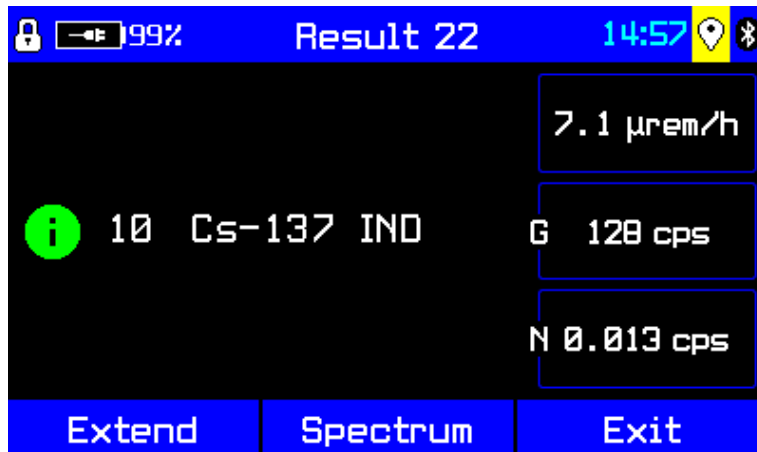 99% Result 22 14:57
7.1 µrem/h
10 Cs-137 IND
G 128 cps
N 0.013 cps
Extend Spectrum Exit